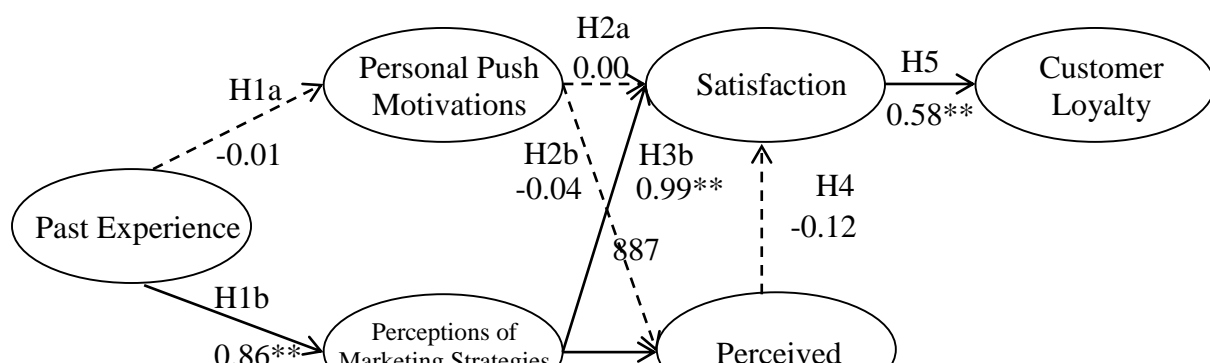 H2a
Personal Push
Motivations
0.00
Satisfaction
H5
0.58**
Customer
Loyalty
H1a
-0.01
H2b
-0.04
H3b
0.99**
H4
-0.12
Past Experience
887
H1b
0.86**
Perceptions of
Marketing Strategies
Perceived